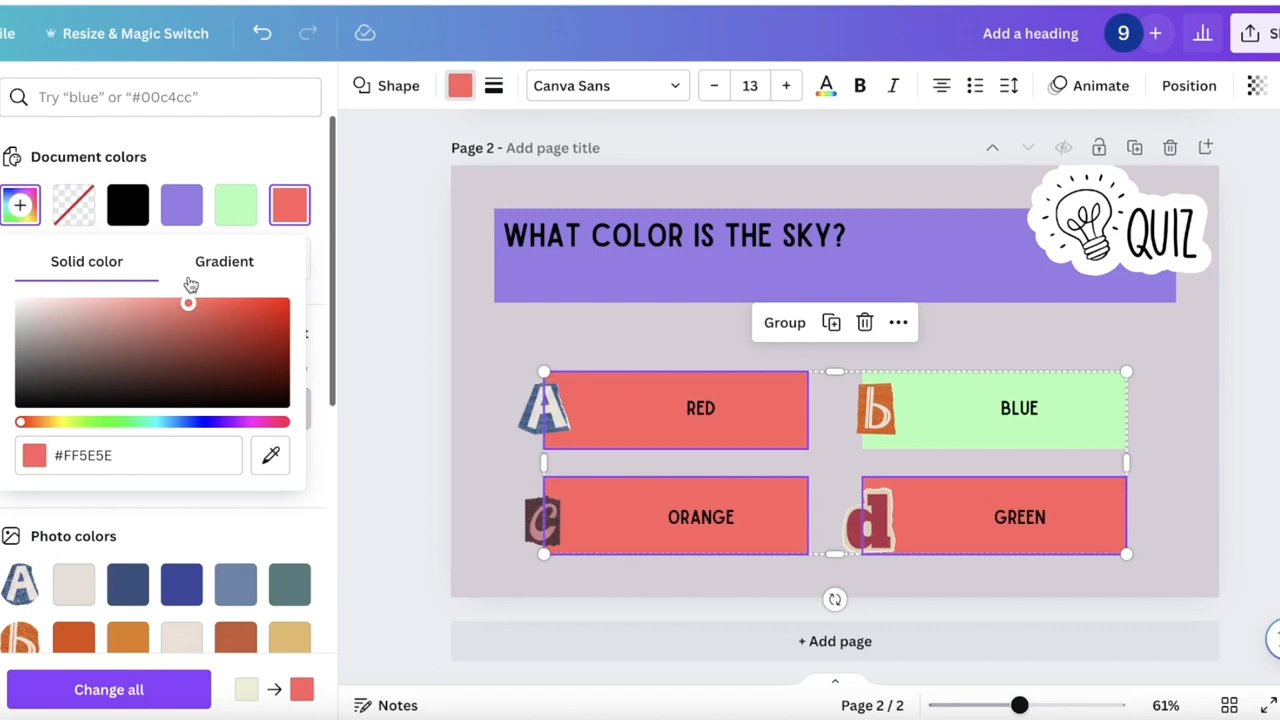 ile
Resize & Magic Switch
Add a heading
9
+
Try “blue” or “#00c4cc”
Shape
Canva Sans
– 13 +
A B I
Animate
Position
Document colors
Page 2 - Add page title
Solid color
Gradient
WHAT COLOR IS THE SKY?
QUIZ
Group
A
RED
b
BLUE
#FF5E5E
C
ORANGE
d
GREEN
Photo colors
A
b
+ Add page
Change all
Notes
Page 2 / 2
61%